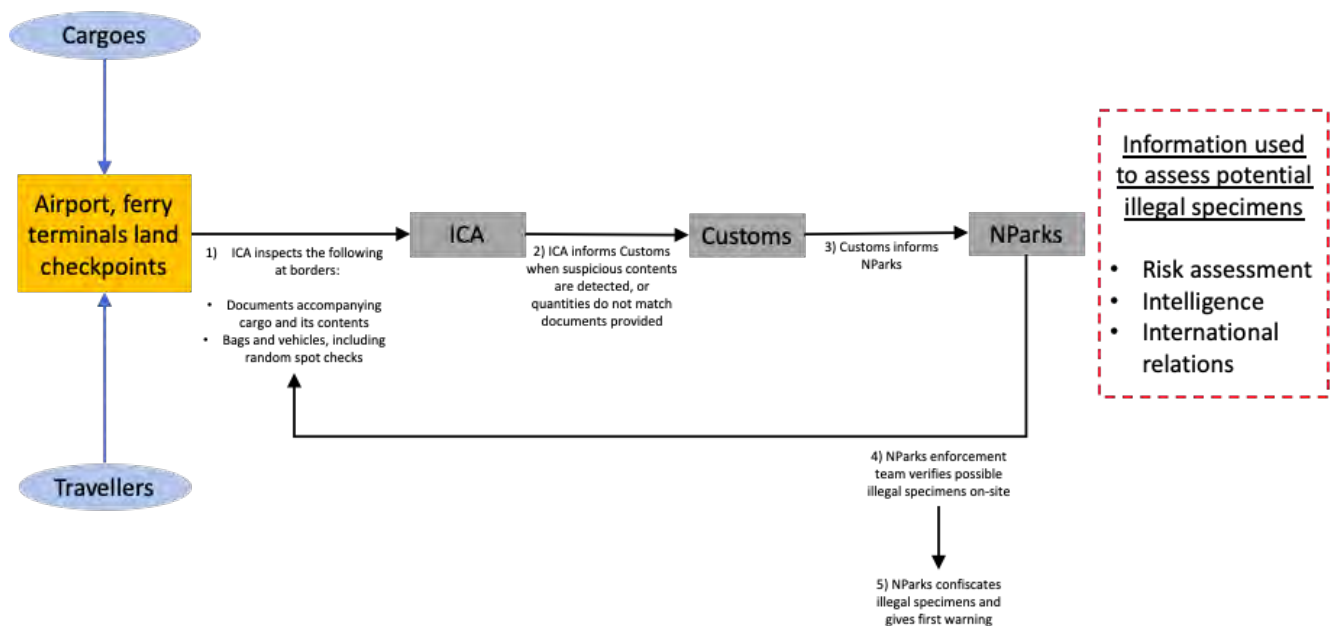 Cargoes
Airport, ferry
terminals land
checkpoints
Travellers
1) ICA inspects the following
at borders:
• Documents accompanying
cargo and its contents
• Bags and vehicles, including
random spot checks
ICA
2) ICA informs Customs
when suspicious contents
are detected, or
quantities do not match
documents provided
Customs
3) Customs informs
NParks
NParks
4) NParks enforcement
team verifies possible
illegal specimens on-site
5) NParks confiscates
illegal specimens and
gives first warning
Information used
to assess potential
illegal specimens
• Risk assessment
• Intelligence
• International
relations